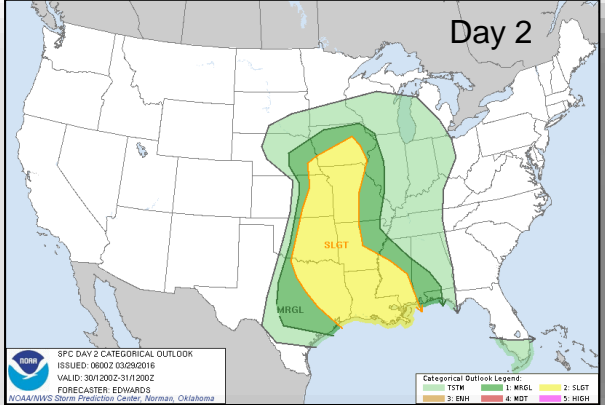 Day 2
SLGT
MRGL
NOAA
SPC DAY 2 CATEGORICAL OUTLOOK
ISSUED: 0600Z 03/29/2016
VALID: 30/1200Z-31/1200Z
FORECASTER: EDWARDS
NOAA/NWS Storm Prediction Center, Norman, Oklahoma
Categorical Outlook Legend:
TSTM 1: MRGL 2: SLGT
3: ENH 4: MDT 5: HIGH